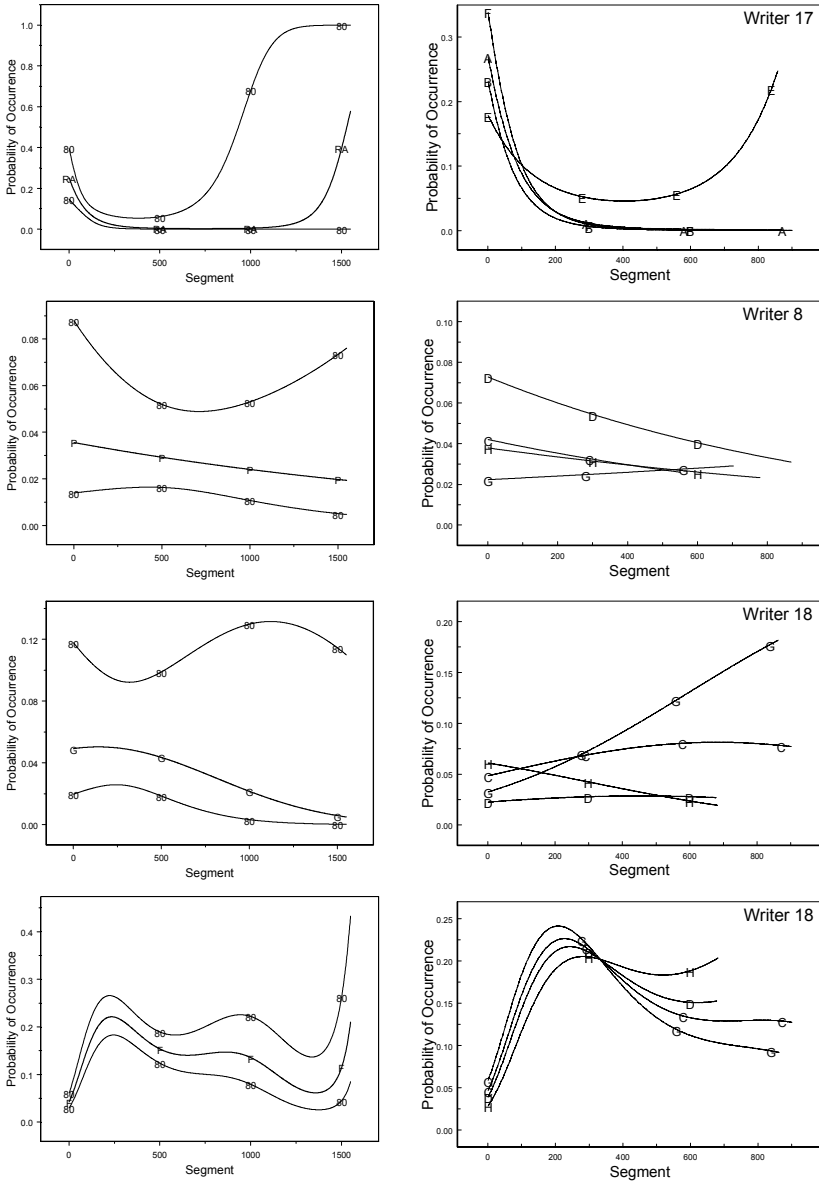 Probability of Occurrence
1.0
0.8
0.6
0.4
0.2
0.0
80
RA
80
80
80
80
RA
80
0 500 1000 1500
Segment
Writer 17
Probability of Occurrence
0.3
0.2
0.1
0.0
F
A
B
E
E E E
B
B
A
0 200 400 600 800
Segment
Probability of Occurrence
0.08
0.06
0.04
0.02
0.00
80 80 80 80
F F F F
80 80 80 80
0 500 1000 1500
Segment
Writer 8
Probability of Occurrence
0.10
0.08
0.06
0.04
0.02
0.00
D D D
G G
H H H
G G G
0 200 400 600 800
Segment
Probability of Occurrence
0.12
0.08
0.04
0.00
80 80 80 80
G G G G
80 80 80 80
0 500 1000 1500
Segment
Writer 18
Probability of Occurrence
0.20
0.15
0.10
0.05
0.00
H H H
C C C C
G G G G
D D D
0 200 400 600 800
Segment
Probability of Occurrence
0.4
0.3
0.2
0.1
0.0
80 80 80 80
F F F F
80 80 80 80
0 500 1000 1500
Segment
Writer 18
Probability of Occurrence
0.25
0.20
0.15
0.10
0.05
0.00
G G G G
C C C
D D
H H H
0 200 400 600 800
Segment